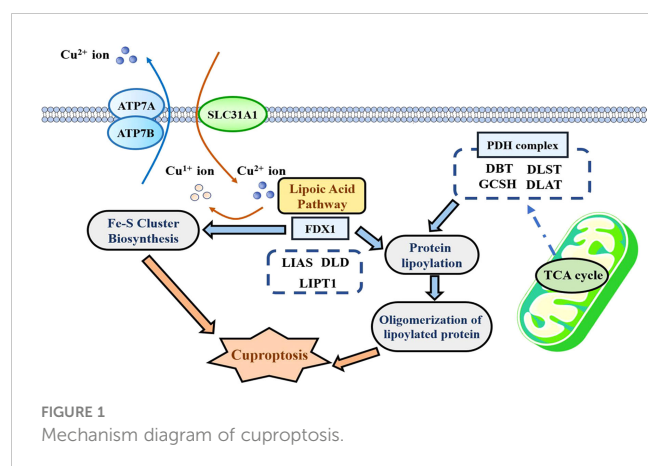 Cu²⁺ ion
ATP7A
ATP7B
SLC31A1
Cu¹⁺ ion
Cu²⁺ ion
Lipoic Acid
Pathway
FDX1
LIAS DLD
LIPT1
Fe-S Cluster
Biosynthesis
PDH complex
DBT DLST
GCSH DLAT
Protein
lipoylation
TCA cycle
Oligomerization of
lipoylated protein
Cuproptosis
FIGURE 1
Mechanism diagram of cuproptosis.